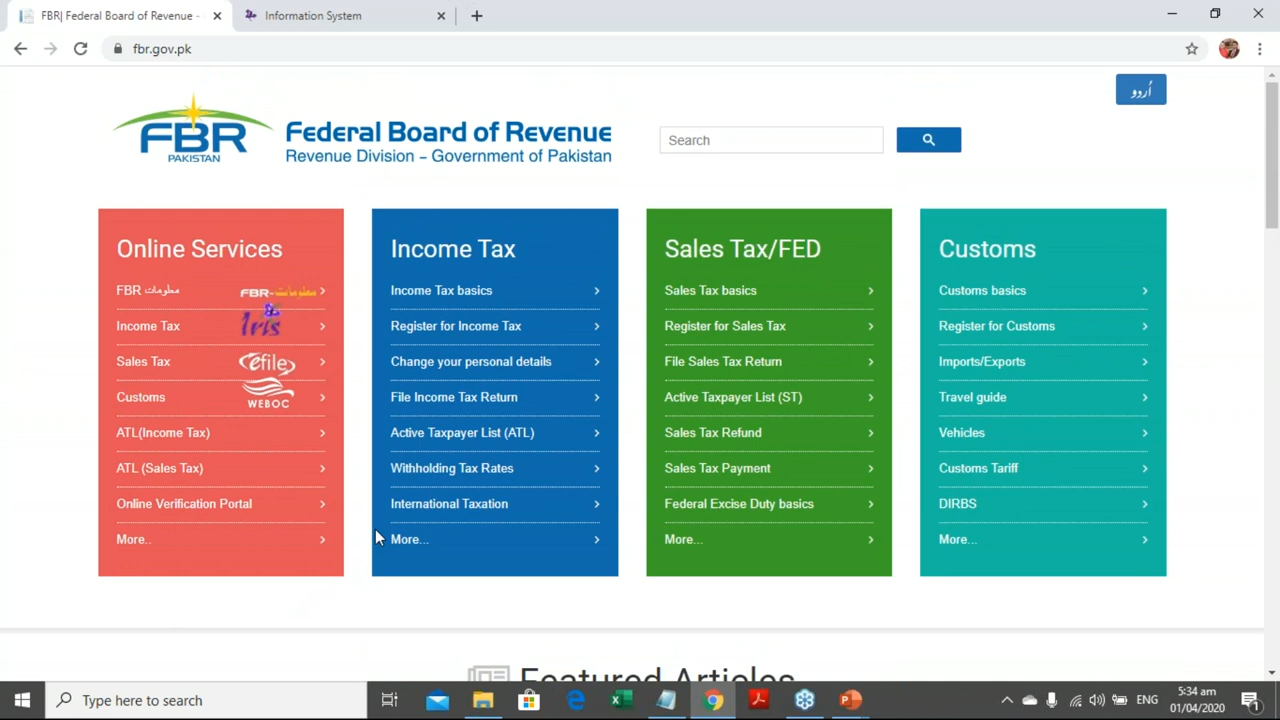 FBR| Federal Board of Revenue -
Information System
fbr.gov.pk
اُردو
FBR
PAKISTAN
Federal Board of Revenue
Revenue Division – Government of Pakistan
Search
Online Services
FBR معلومات
FBR-معلومات
Income Tax
Iris
Sales Tax
efile
Customs
WEBOC
ATL(Income Tax)
ATL (Sales Tax)
Online Verification Portal
More..
Income Tax
Income Tax basics
Register for Income Tax
Change your personal details
File Income Tax Return
Active Taxpayer List (ATL)
Withholding Tax Rates
International Taxation
More...
Sales Tax/FED
Sales Tax basics
Register for Sales Tax
File Sales Tax Return
Active Taxpayer List (ST)
Sales Tax Refund
Sales Tax Payment
Federal Excise Duty basics
More...
Customs
Customs basics
Register for Customs
Imports/Exports
Travel guide
Vehicles
Customs Tariff
DIRBS
More...
Featured Articles
Type here to search
ENG
5:34 am
01/04/2020
1